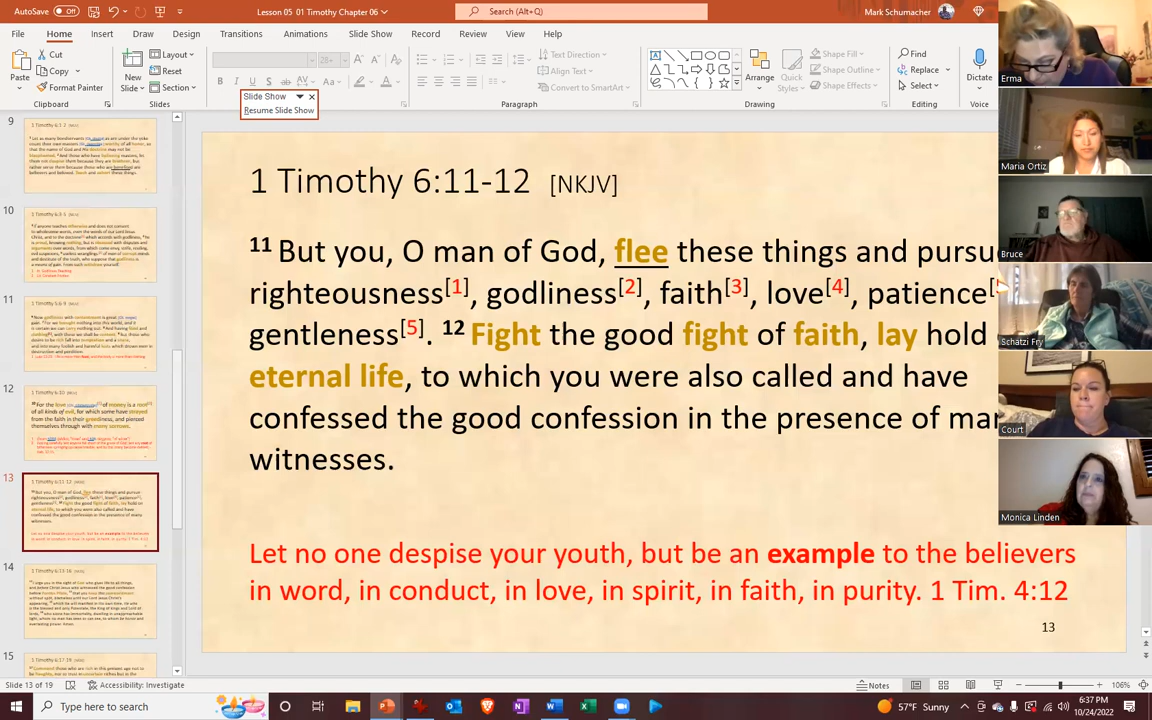 AutoSave Off Lesson 05 01 Timothy Chapter 06 Search (Alt+Q) Mark Schumacher
File Home Insert Draw Design Transitions Animations Slide Show Record Review View Help
Paste Cut Copy Format Painter
Clipboard
New Slide Layout Reset Section
Slides
Slide Show
Resume Slide Show
Text Direction
Align Text
Convert to SmartArt
Paragraph
Arrange Quick Styles Shape Fill Shape Outline Shape Effects
Drawing
Find Replace Select
Editing
Dictate
Voice
9
10
11
12
13
14
15
1 Timothy 6:11-12 [NKJV]
11 But you, O man of God, flee these things and pursu
righteousness[1], godliness[2], faith[3], love[4], patience
gentleness[5]. 12 Fight the good fight of faith, lay hold
eternal life, to which you were also called and have
confessed the good confession in the presence of man
witnesses.
Let no one despise your youth, but be an example to the believers
in word, in conduct, in love, in spirit, in faith, in purity. 1 Tim. 4:12
13
Erma
Maria Ortiz
Bruce
Schatzi Fry
Court
Monica Linden
Slide 13 of 19 Accessibility: Investigate Notes 106%
Type here to search 57°F Sunny 6:37 PM
10/24/2022